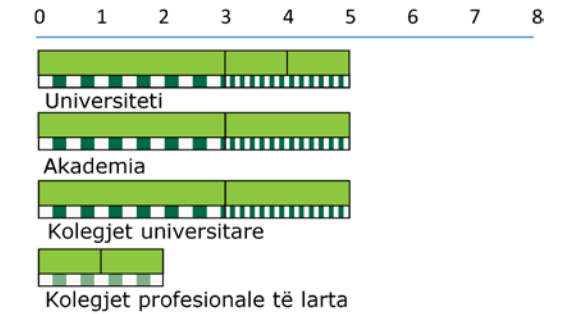 0 1 2 3 4 5 6 7 8
Universiteti
Akademia
Kolegjet universitare
Kolegjet profesionale të larta